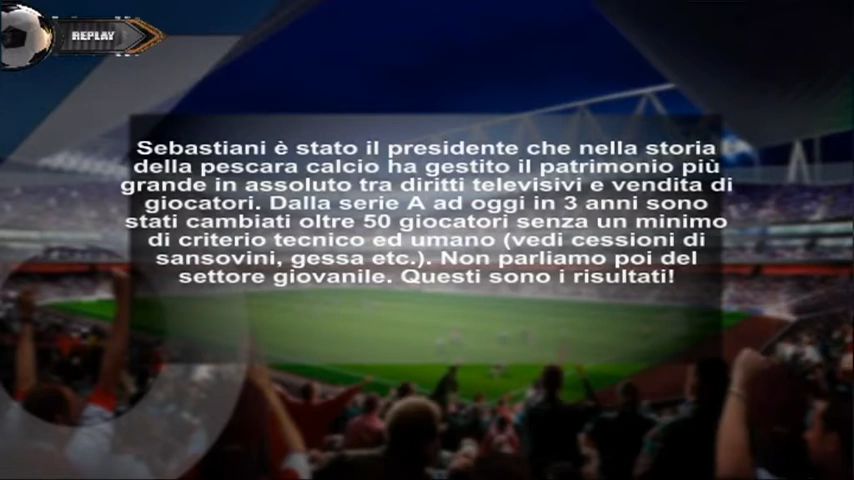 REPLAY
Sebastiani è stato il presidente che nella storia
della pescara calcio ha gestito il patrimonio più
grande in assoluto tra diritti televisivi e vendita di
giocatori. Dalla serie A ad oggi in 3 anni sono
stati cambiati oltre 50 giocatori senza un minimo
di criterio tecnico ed umano (vedi cessioni di
sansovini, gessa etc.). Non parliamo poi del
settore giovanile. Questi sono i risultati!